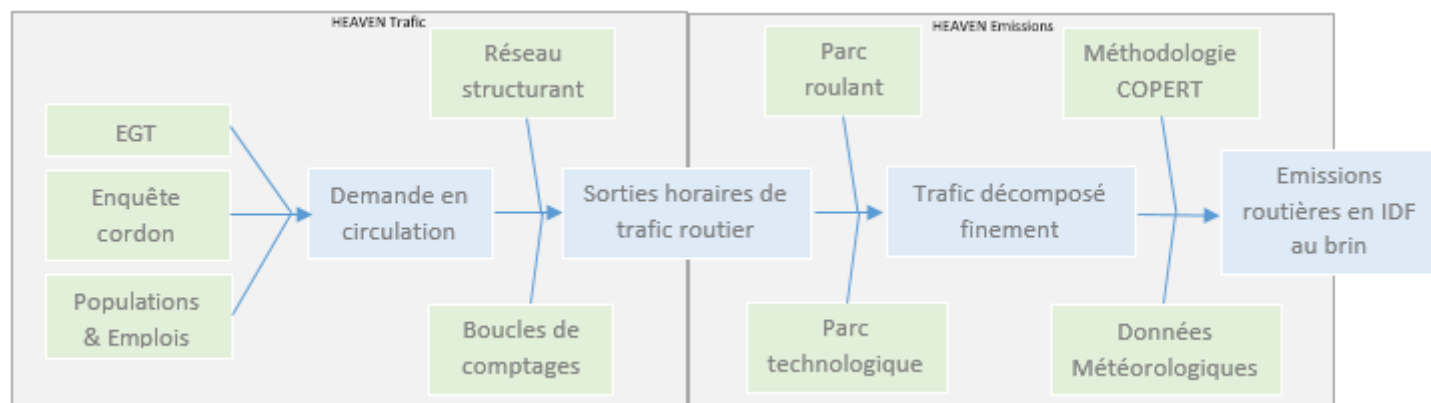 HEAVEN Trafic
HEAVEN Emissions
Réseau
structurant
Parc
roulant
Méthodologie
COPERT
EGT
Enquête
cordon
Populations
& Emplois
Demande en
circulation
Sorties horaires de
trafic routier
Trafic décomposé
finement
Emissions
routières en IDF
au brin
Boucles de
comptages
Parc
technologique
Données
Météorologiques